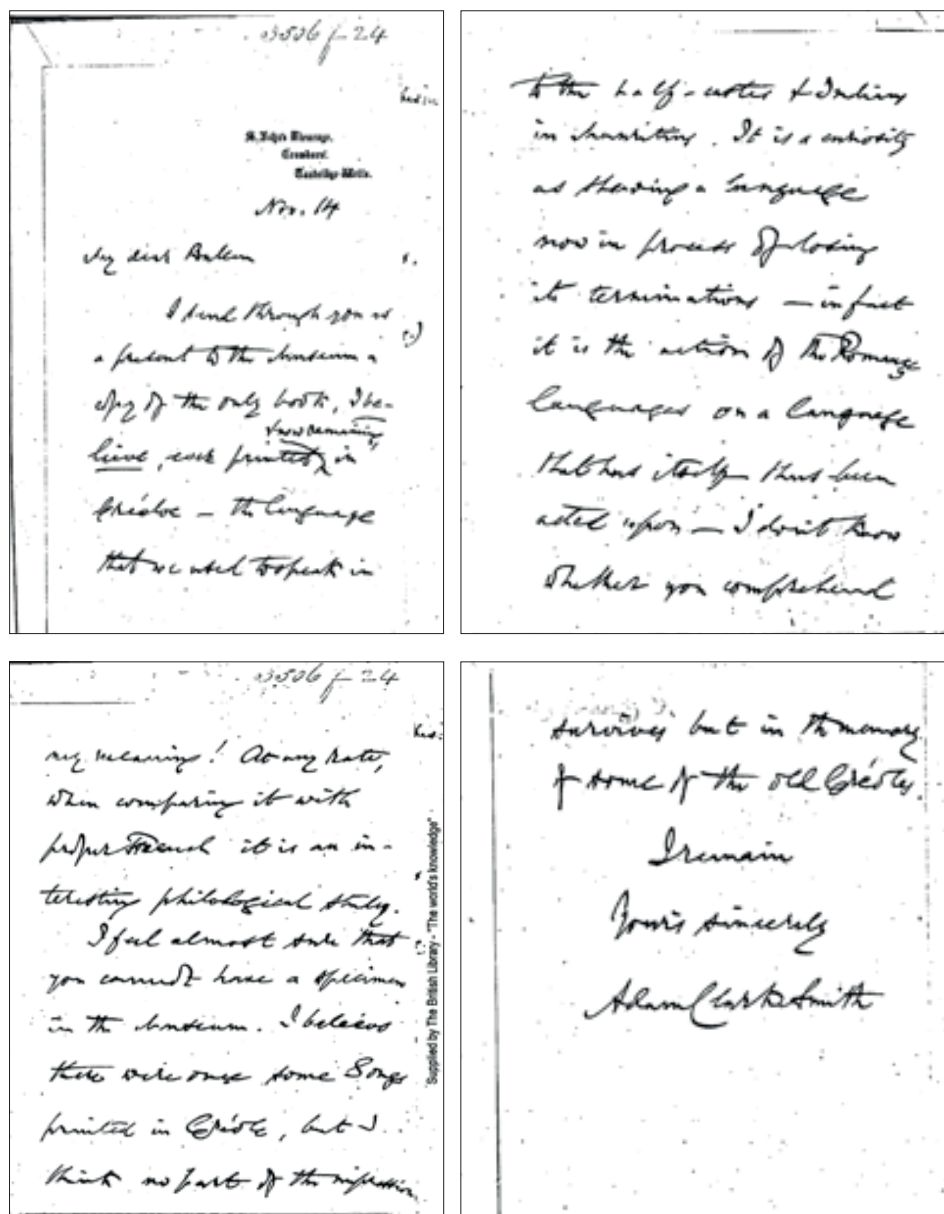 3506 f 24
St. John's Vicarage,
Crowboro'.
Tunbridge Wells.
Nov. 14
My dear
I send through you as
a present to the Museum a
copy of the only book, I be-
& now remaining,
lieve, ever printed in
Créole — the language
that we used to speak in
to the half-castes & Indians
in . It is a curiosity
as shewing a language
now in process of losing
its terminations — in fact
it is the action of the Romance
languages on a language
that has itself thus been
acted upon — I don't know
whether you comprehend
3506 f 24
my meaning! At any rate,
when comparing it with
proper French it is an in-
teresting philological study.
I feel almost sure that
you cannot have a specimen
in the Museum. I believe
there were once some Songs
printed in Créole, but I
think no part of the impression
Supplied by The British Library - "The world's knowledge"
survives but in the memory
of some of the old Créoles.
I remain
Yours sincerely
Adam Clarke Smith